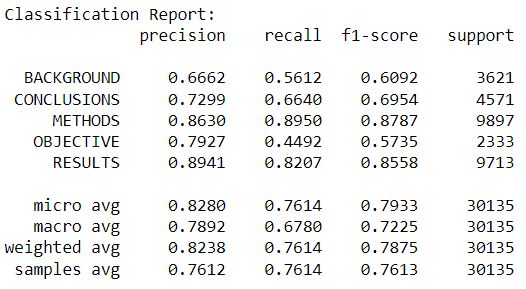 Classification Report:
precision recall f1-score support
BACKGROUND 0.6662 0.5612 0.6092 3621
CONCLUSIONS 0.7299 0.6640 0.6954 4571
METHODS 0.8630 0.8950 0.8787 9897
OBJECTIVE 0.7927 0.4492 0.5735 2333
RESULTS 0.8941 0.8207 0.8558 9713
micro avg 0.8280 0.7614 0.7933 30135
macro avg 0.7892 0.6780 0.7225 30135
weighted avg 0.8238 0.7614 0.7875 30135
samples avg 0.7612 0.7614 0.7613 30135